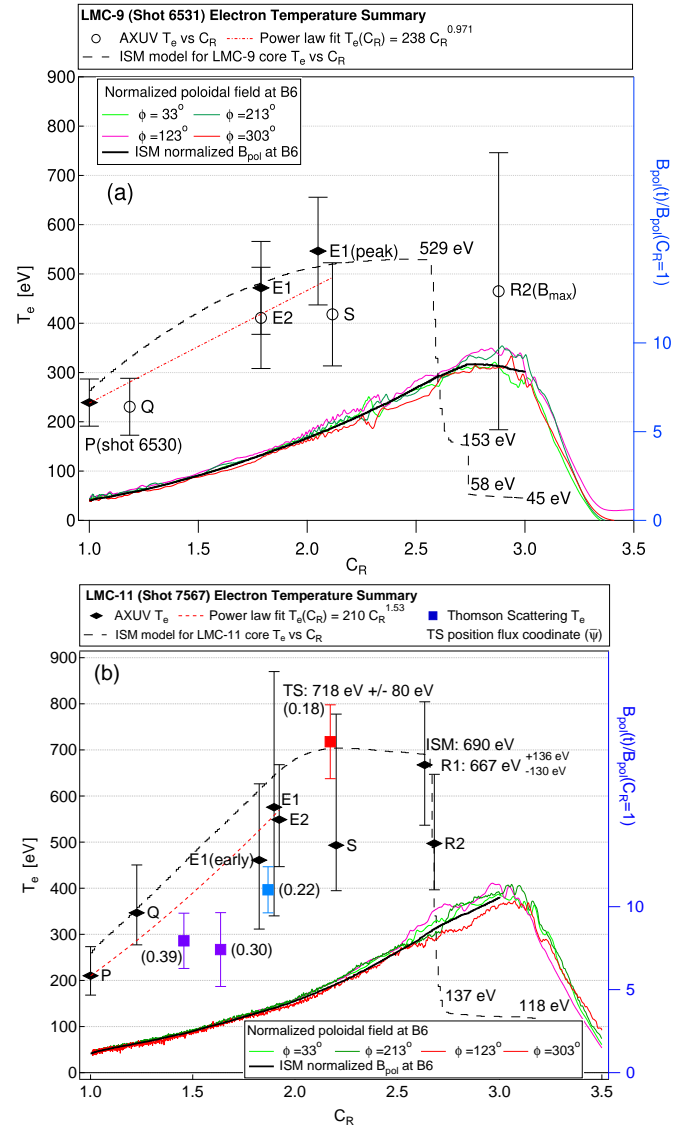 LMC-9 (Shot 6531) Electron Temperature Summary
AXUV Te vs CR Power law fit Te(CR) = 238 CR^0.971
ISM model for LMC-9 core Te vs CR
900
800
700
600
500
400
300
200
100
0
Te [eV]
Normalized poloidal field at B6
ϕ = 33° ϕ =213°
ϕ =123° ϕ =303°
ISM normalized Bpol at B6
(a)
529 eV
E1(peak)
E1
E2
S
R2(Bmax)
Q
P(shot 6530)
153 eV
58 eV
45 eV
10
5
0
Bpol(t)/Bpol(CR=1)
1.0 1.5 2.0 2.5 3.0 3.5
CR
LMC-11 (Shot 7567) Electron Temperature Summary
AXUV Te Power law fit Te(CR) = 210 CR^1.53 Thomson Scattering Te
ISM model for LMC-11 core Te vs CR TS position flux coodinate (ψ̄)
900
800
700
600
500
400
300
200
100
0
Te [eV]
(b)
TS: 718 eV +/- 80 eV
(0.18)
ISM: 690 eV
R1: 667 eV +136 eV
-130 eV
E1
E2
S
R2
E1(early)
(0.22)
Q
(0.39)
(0.30)
P
137 eV
118 eV
Normalized poloidal field at B6
ϕ =33° ϕ =213° ϕ =123° ϕ =303°
ISM normalized Bpol at B6
10
5
0
Bpol(t)/Bpol(CR=1)
1.0 1.5 2.0 2.5 3.0 3.5
CR